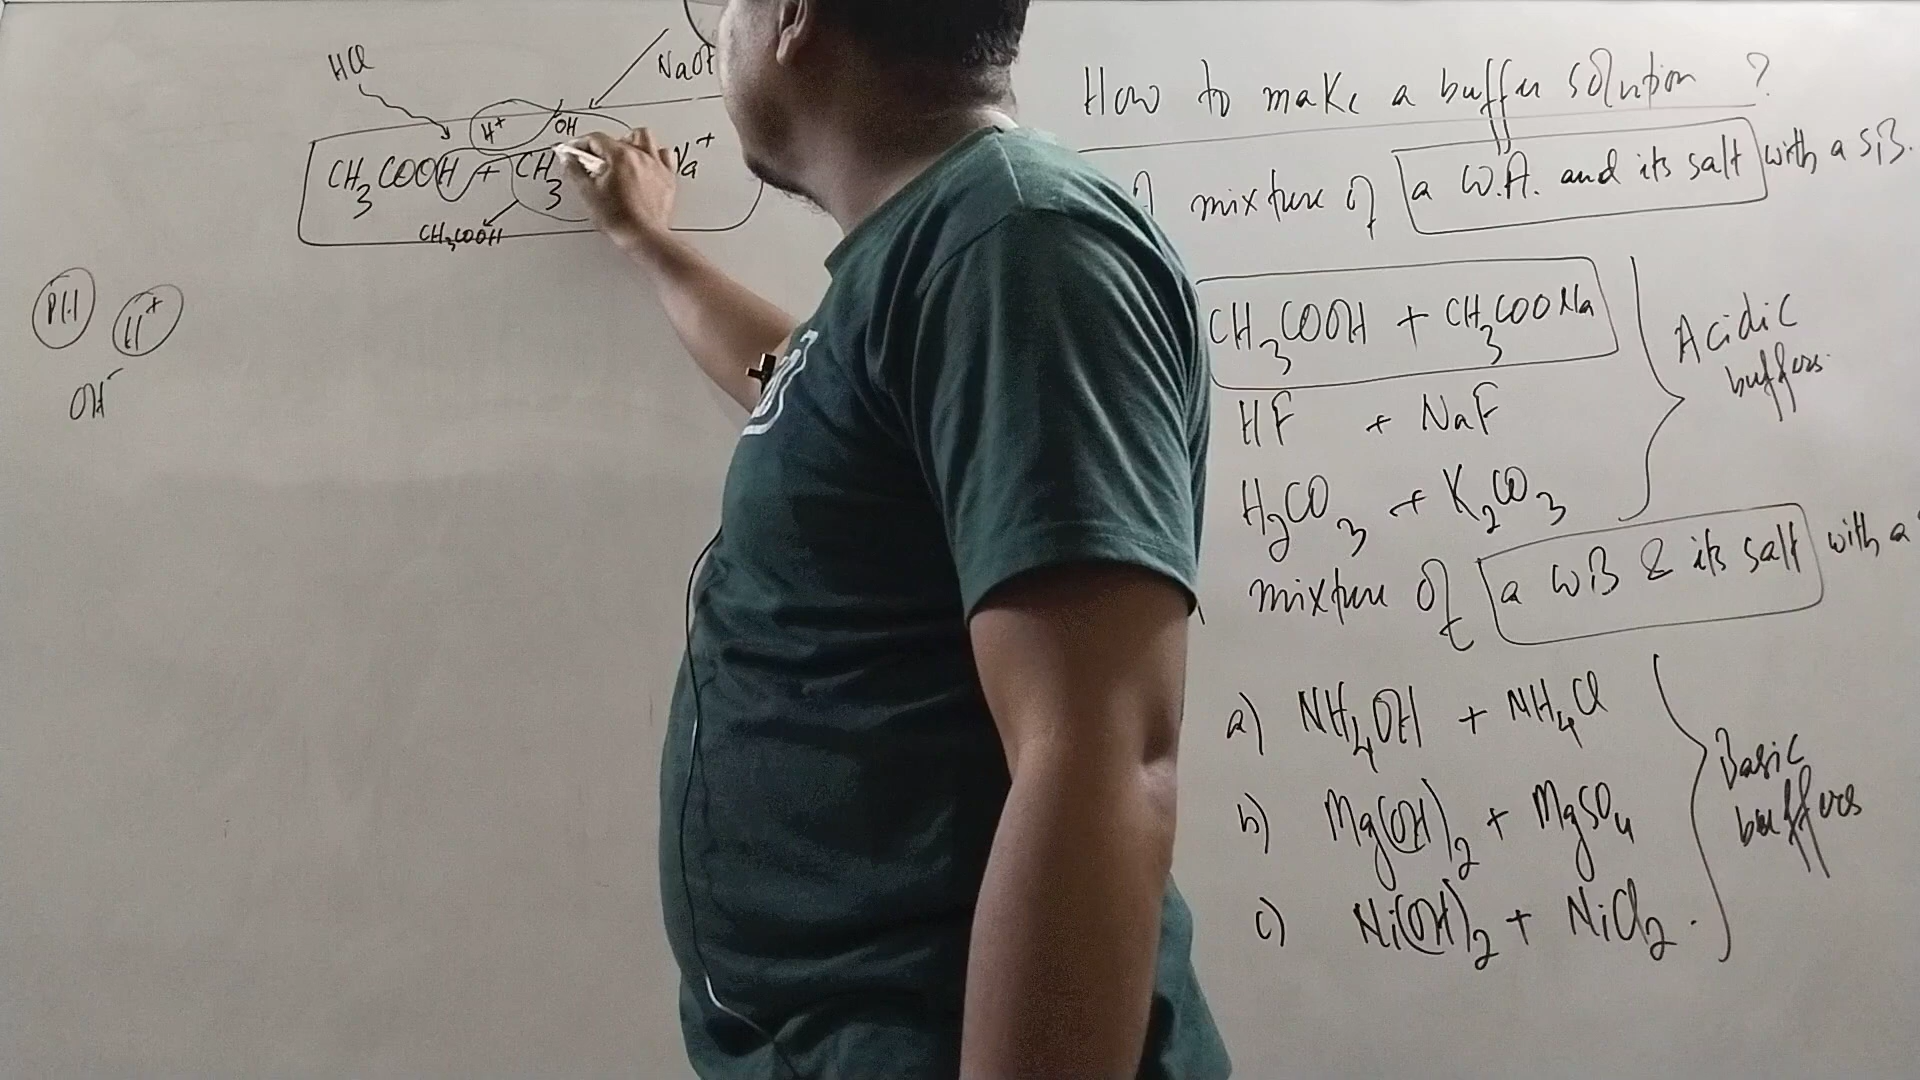 HCl
NaO
H⁺ OH
CH₃COOH + CH₃ Na⁺
CH₃COOH
PH H⁺
OH⁻
How to make a buffer solution ?
A mixture of a W.A. and its salt with a S.B.
CH₃COOH + CH₃COONa
HF + NaF
H₂CO₃ + K₂CO₃
Acidic
buffers.
mixture of a WB & its salt with a
a) NH₄OH + NH₄Cl
b) Mg(OH)₂ + MgSO₄
c) Ni(OH)₂ + NiCl₂.
Basic
buffers